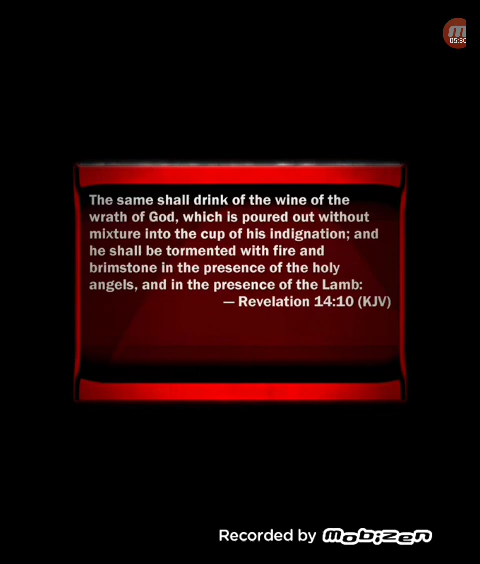 05:30
The same shall drink of the wine of the
wrath of God, which is poured out without
mixture into the cup of his indignation; and
he shall be tormented with fire and
brimstone in the presence of the holy
angels, and in the presence of the Lamb:
— Revelation 14:10 (KJV)
Recorded by mobizen